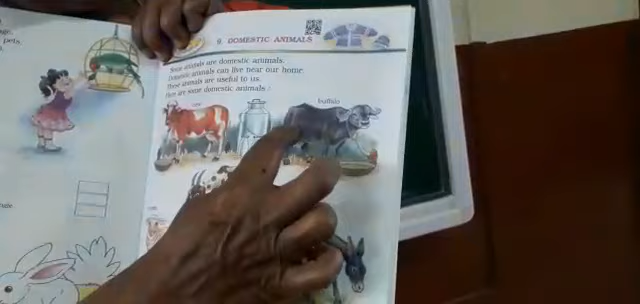 9. DOMESTIC ANIMALS
Some animals are domestic animals.
Domestic animals can live near our home.
These animals are useful to us.
Here are some domestic animals :
cow
buffalo